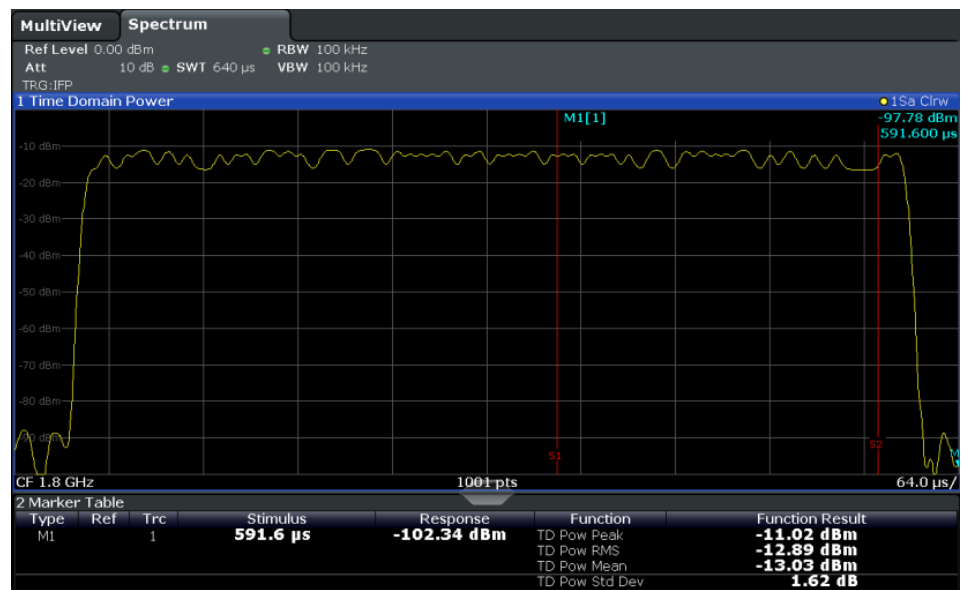 MultiView Spectrum
Ref Level 0.00 dBm RBW 100 kHz
Att 10 dB SWT 640 µs VBW 100 kHz
TRG:IFP
1 Time Domain Power 1Sa Clrw
M1[1] -97.78 dBm
591.600 µs
-10 dBm
-20 dBm
-30 dBm
-40 dBm
-50 dBm
-60 dBm
-70 dBm
-80 dBm
-90 dBm
S1 S2 M
CF 1.8 GHz 1001 pts 64.0 µs/
2 Marker Table
Type Ref Trc Stimulus Response Function Function Result
M1 1 591.6 µs -102.34 dBm TD Pow Peak -11.02 dBm
TD Pow RMS -12.89 dBm
TD Pow Mean -13.03 dBm
TD Pow Std Dev 1.62 dB